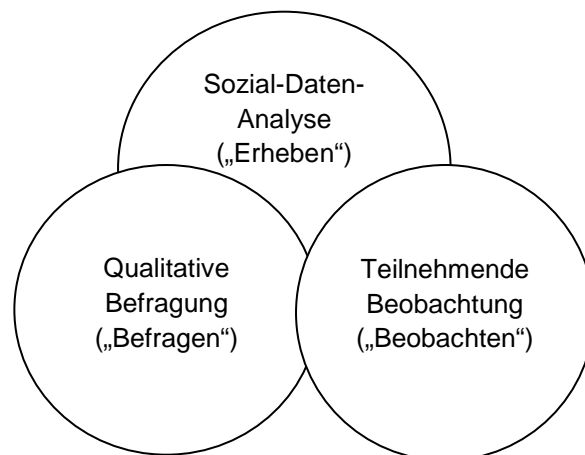 Sozial-Daten-
Analyse
(„Erheben“)
Qualitative
Befragung
(„Befragen“)
Teilnehmende
Beobachtung
(„Beobachten“)